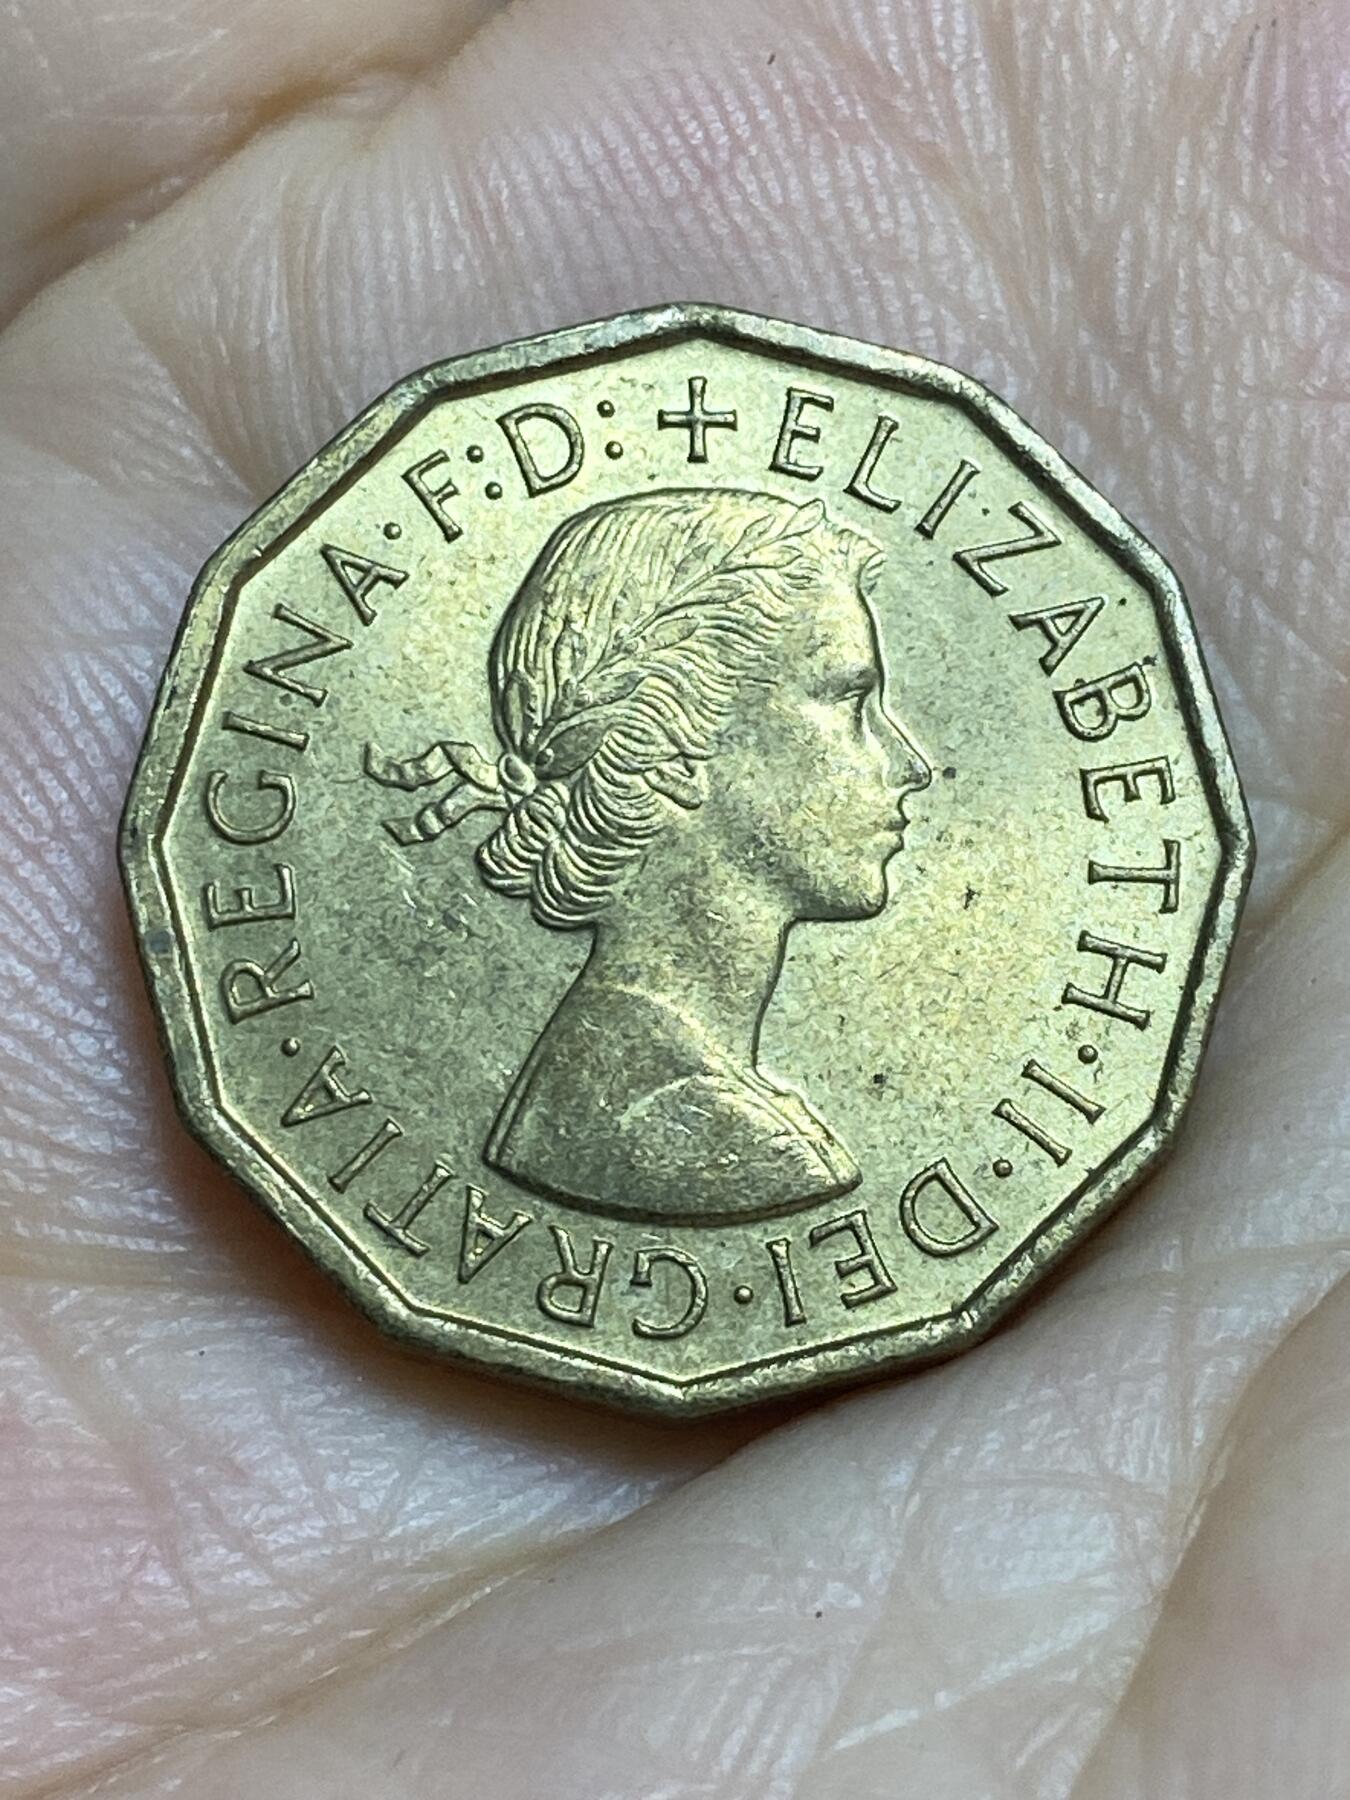 + ELIZABETH · II · DEI · GRATIA · REGINA · F: D: